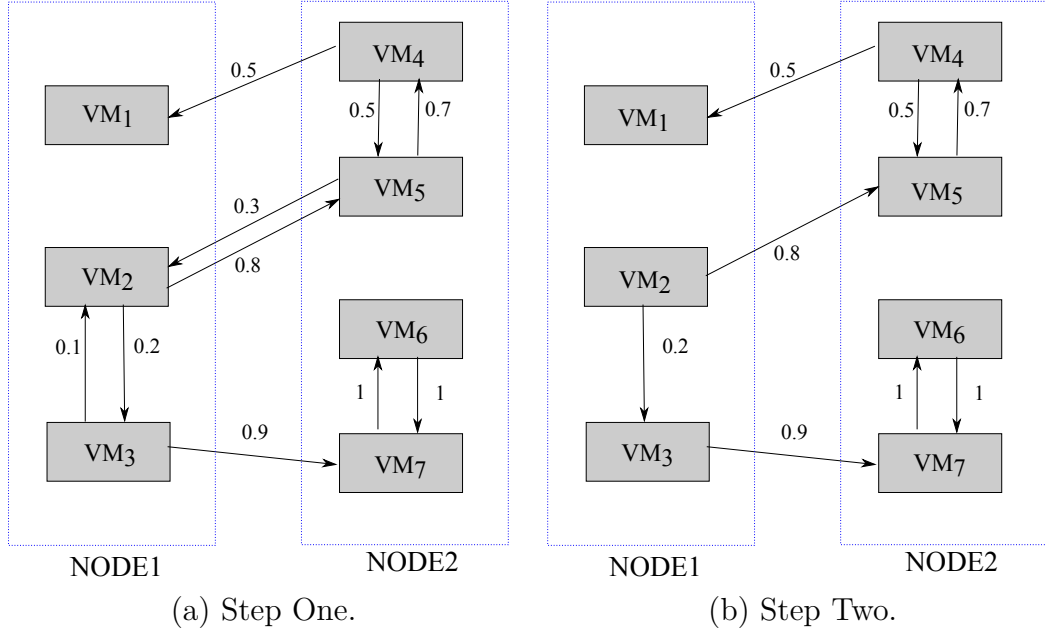 VM4
0.5
VM1
0.5
0.7
VM5
0.3
0.8
VM2
0.1
0.2
VM6
1
1
VM3
0.9
VM7
NODE1
NODE2
(a) Step One.
VM4
0.5
VM1
0.5
0.7
VM5
0.8
VM2
0.2
VM6
1
1
VM3
0.9
VM7
NODE1
NODE2
(b) Step Two.